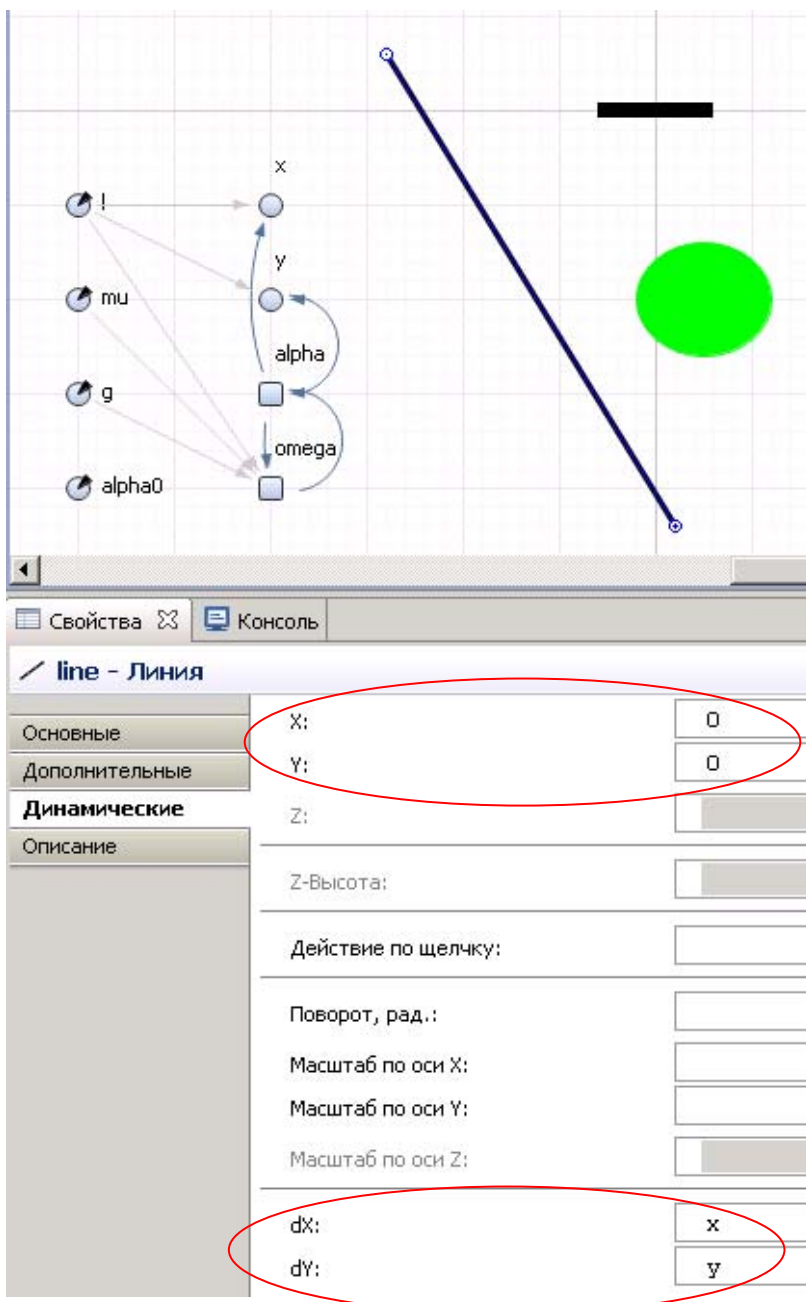 x
l
y
mu
alpha
g
omega
alpha0
Свойства Консоль
line - Линия
Основные
Дополнительные
Динамические
Описание
X: 0
Y: 0
Z:
Z-Высота:
Действие по щелчку:
Поворот, рад.:
Масштаб по оси X:
Масштаб по оси Y:
Масштаб по оси Z:
dX: x
dY: y